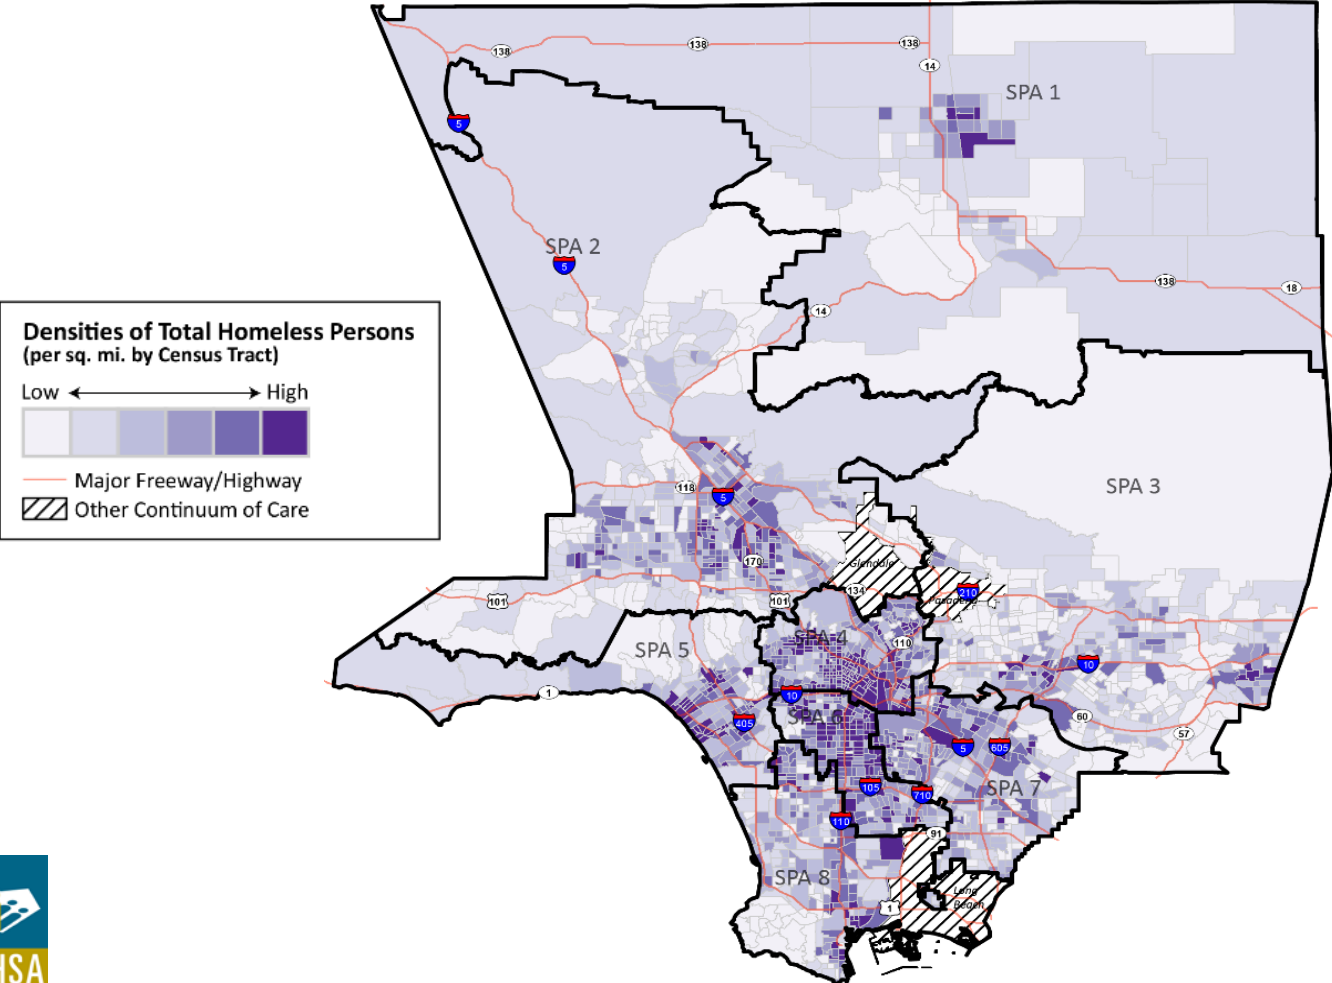 138
138
138
14
SPA 1
5
SPA 2
5
138
18
14
Densities of Total Homeless Persons
(per sq. mi. by Census Tract)
Low
High
Major Freeway/Highway
Other Continuum of Care
118
5
SPA 3
170
Glendale
134
210
Pasadena
101
101
SPA 4
110
SPA 5
10
1
10
SPA 6
405
60
57
5
605
105
710
SPA 7
110
91
SPA 8
Long
Beach
1
HSA